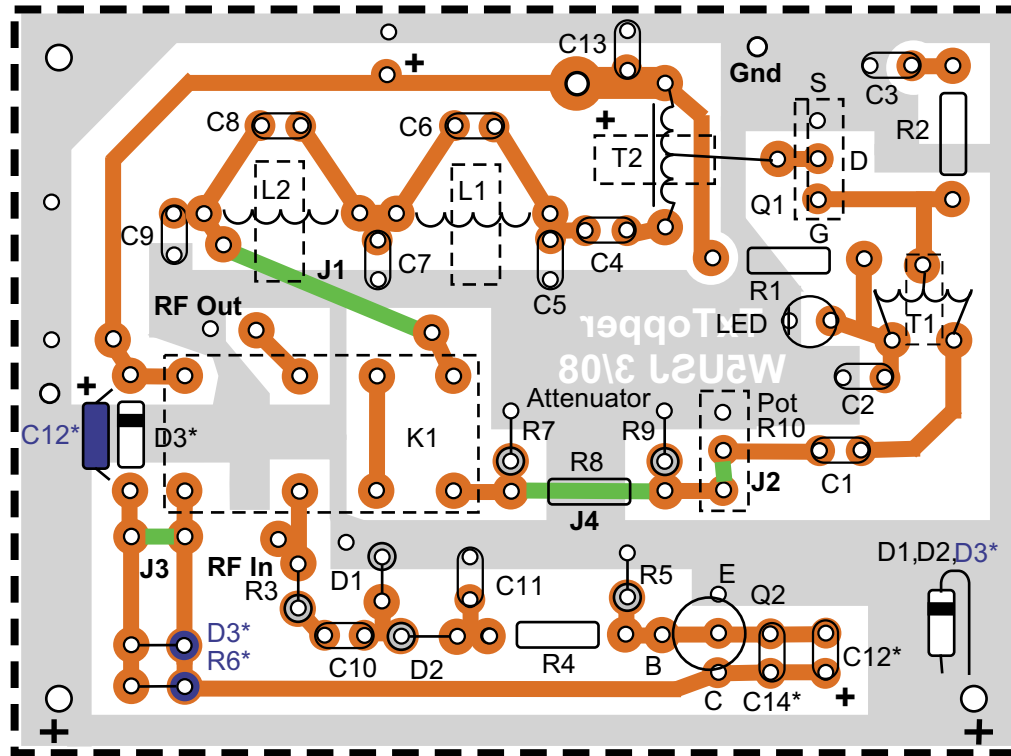 C13
+
Gnd
C3
S
C8
C6
+
R2
T2
D
L2
L1
Q1
C9
G
J1
C7
C4
R1
C5
RF Out
LED
T1
TxTopper
W5USJ 3/08
+
Attenuator
Pot
C2
C12*
D3*
K1
R7
R9
R10
R8
J2
C1
J4
J3
RF In
D1
R3
C11
R5
E
Q2
D1,D2,D3*
D3*
R6*
C10
D2
R4
B
C12*
C
C14*
+
+
+